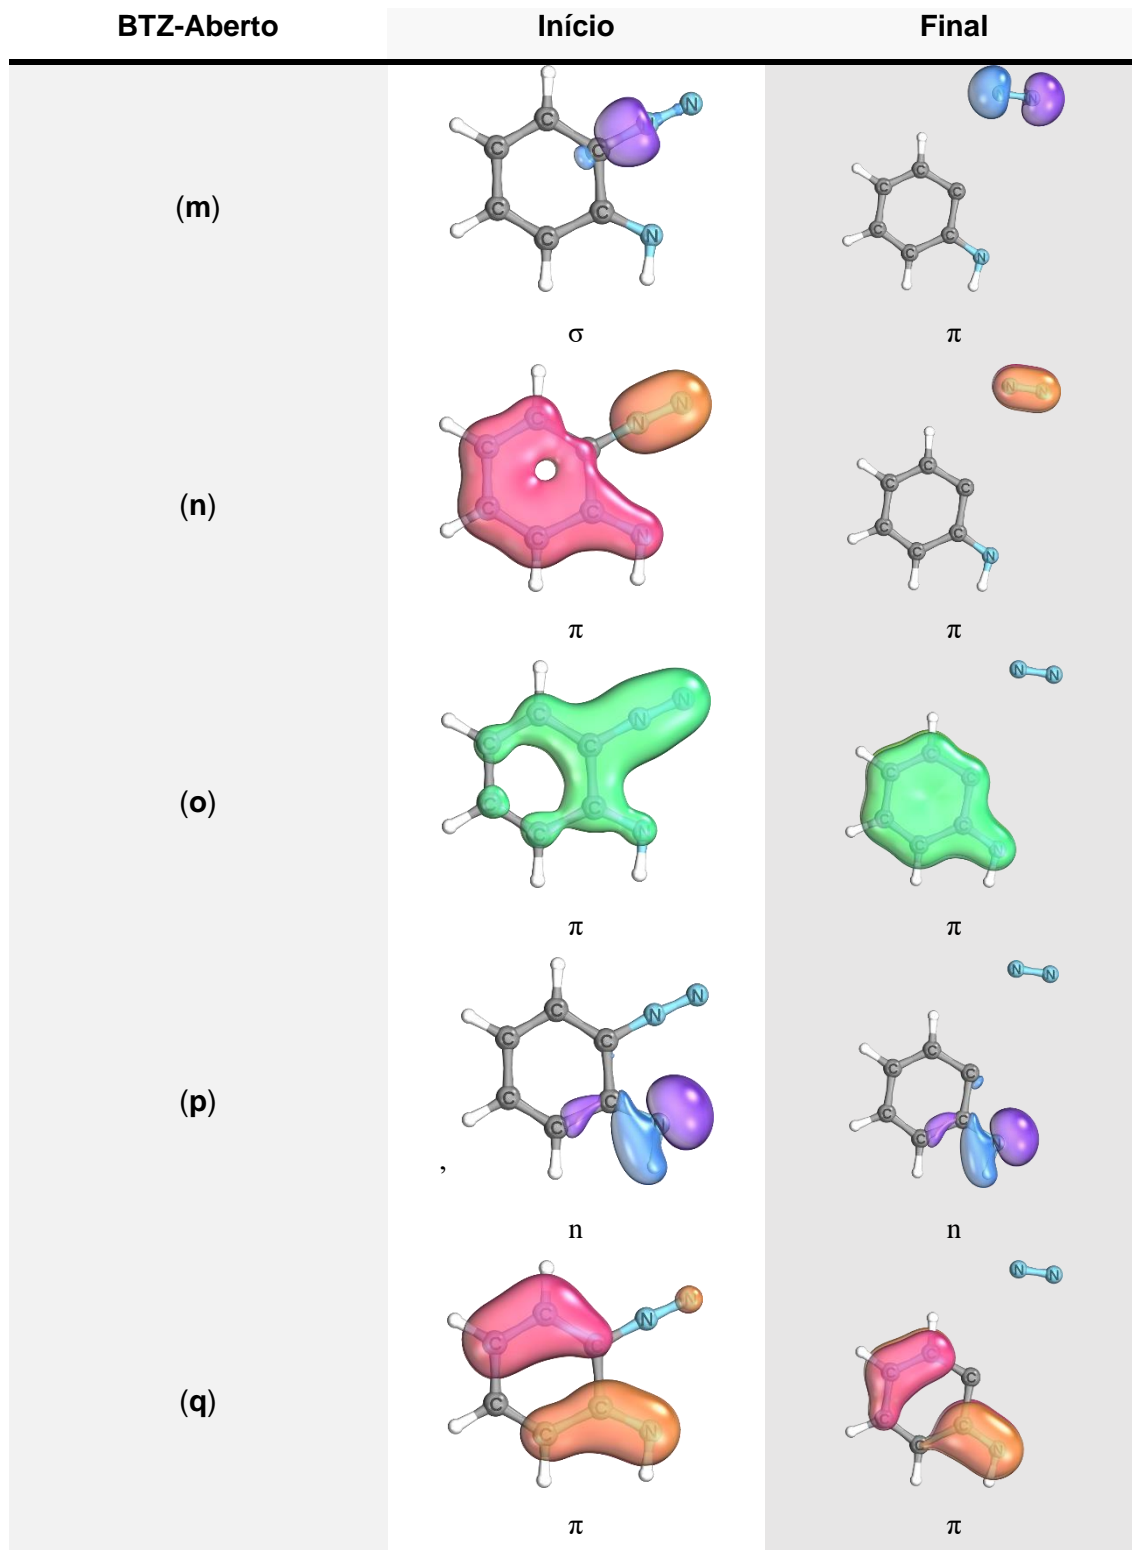 BTZ-Aberto Início Final
(m)
σ π
(n)
π π
(o)
π π
(p)
,
n n
(q)
π π